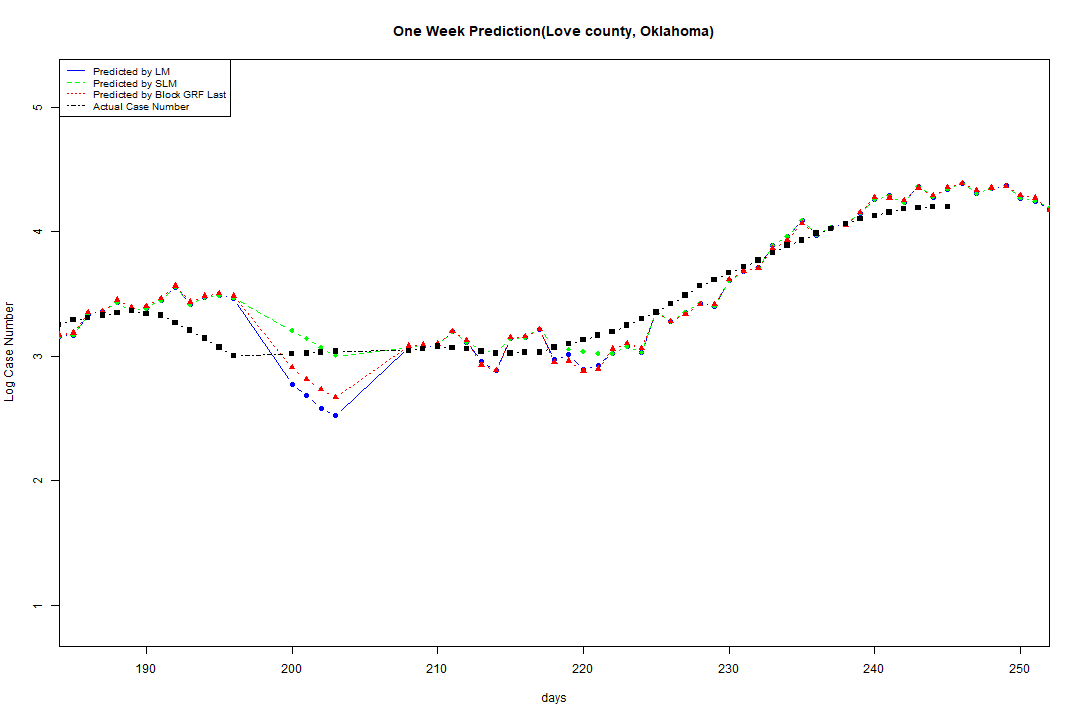 One Week Prediction(Love county, Oklahoma)
Predicted by LM
Predicted by SLM
Predicted by Block GRF Last
Actual Case Number
5
4
3
2
1
Log Case Number
190 200 210 220 230 240 250
days